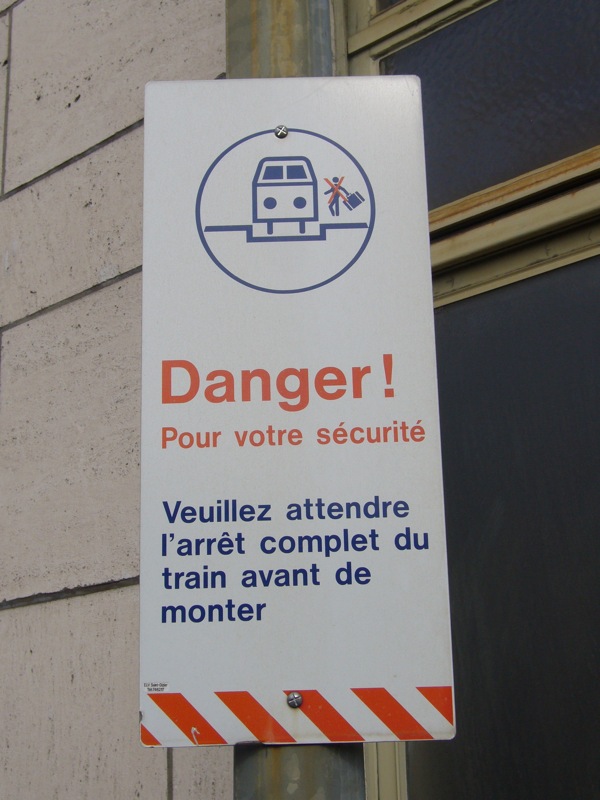 Danger!
Pour votre sécurité
Veuillez attendre
l'arrêt complet du
train avant de
monter